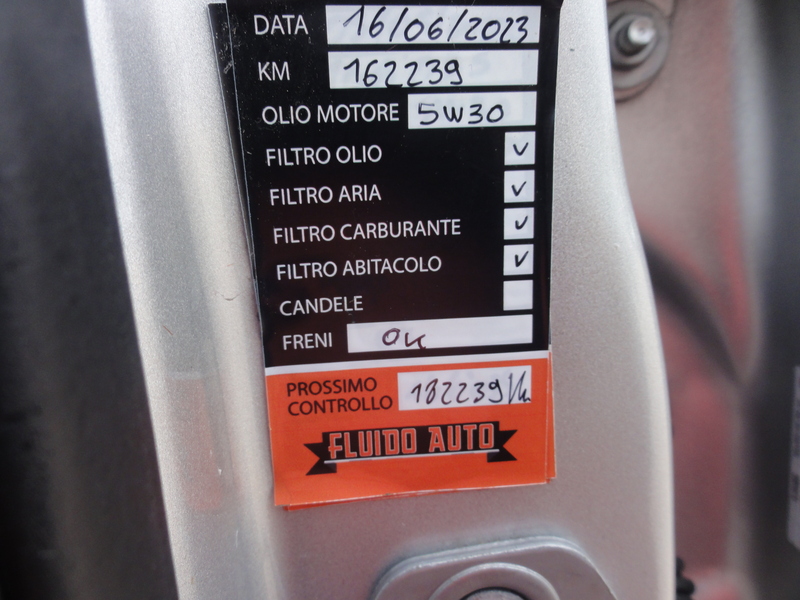 DATA 16/06/2023
KM 162239
OLIO MOTORE 5W30
FILTRO OLIO ✓
FILTRO ARIA ✓
FILTRO CARBURANTE ✓
FILTRO ABITACOLO ✓
CANDELE
FRENI OK
PROSSIMO
CONTROLLO 182239
FLUIDO AUTO